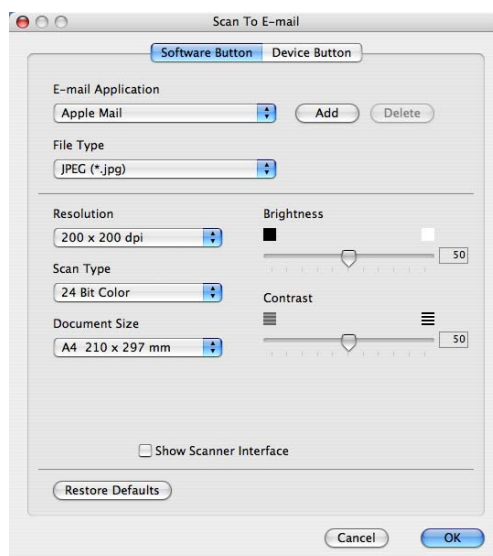 Scan To E-mail
Software Button Device Button
E-mail Application
Apple Mail Add Delete
File Type
JPEG (*.jpg)
Resolution Brightness
200 x 200 dpi 50
Scan Type
24 Bit Color
Contrast
Document Size
A4 210 x 297 mm 50
Show Scanner Interface
Restore Defaults
Cancel OK